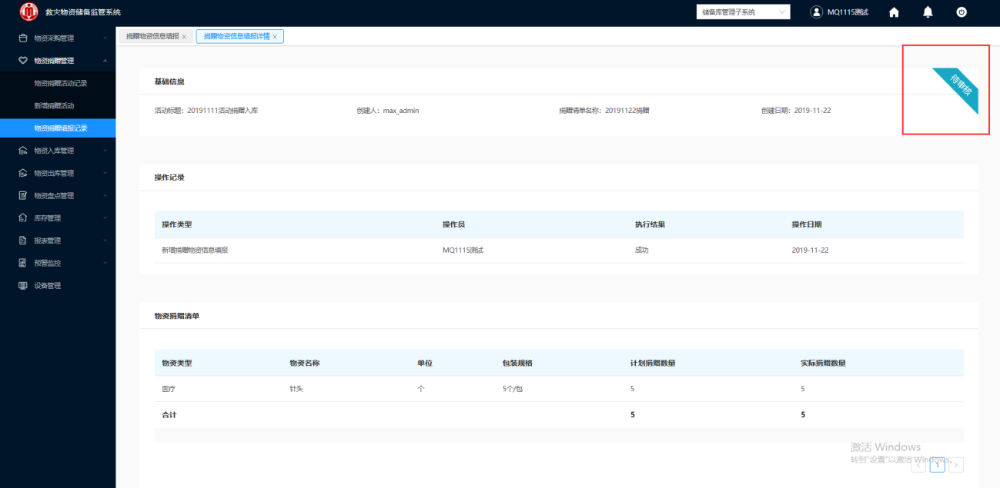 救灾物资储备监管系统
储备库管理子系统
MQ1115测试
物资采购管理
物资捐赠管理
物资捐赠活动记录
新增捐赠活动
物资捐赠填报记录
物资入库管理
物资出库管理
物资盘点管理
库存管理
报表管理
预警监控
设备管理
捐赠物资信息填报 ×
捐赠物资信息填报详情 ×
待审核
基础信息
活动标题：20191111活动捐赠入库 创建人：max_admin 捐赠清单名称：20191122捐赠 创建日期：2019-11-22
操作记录
操作类型 操作员 执行结果 操作日期
新增捐赠物资信息填报 MQ1115测试 成功 2019-11-22
物资捐赠清单
物资类型 物资名称 单位 包装规格 计划捐赠数量 实际捐赠数量
医疗 针头 个 5个/包 5 5
合计 5 5
激活 Windows
转到"设置"以激活 Windows。
< 1 >